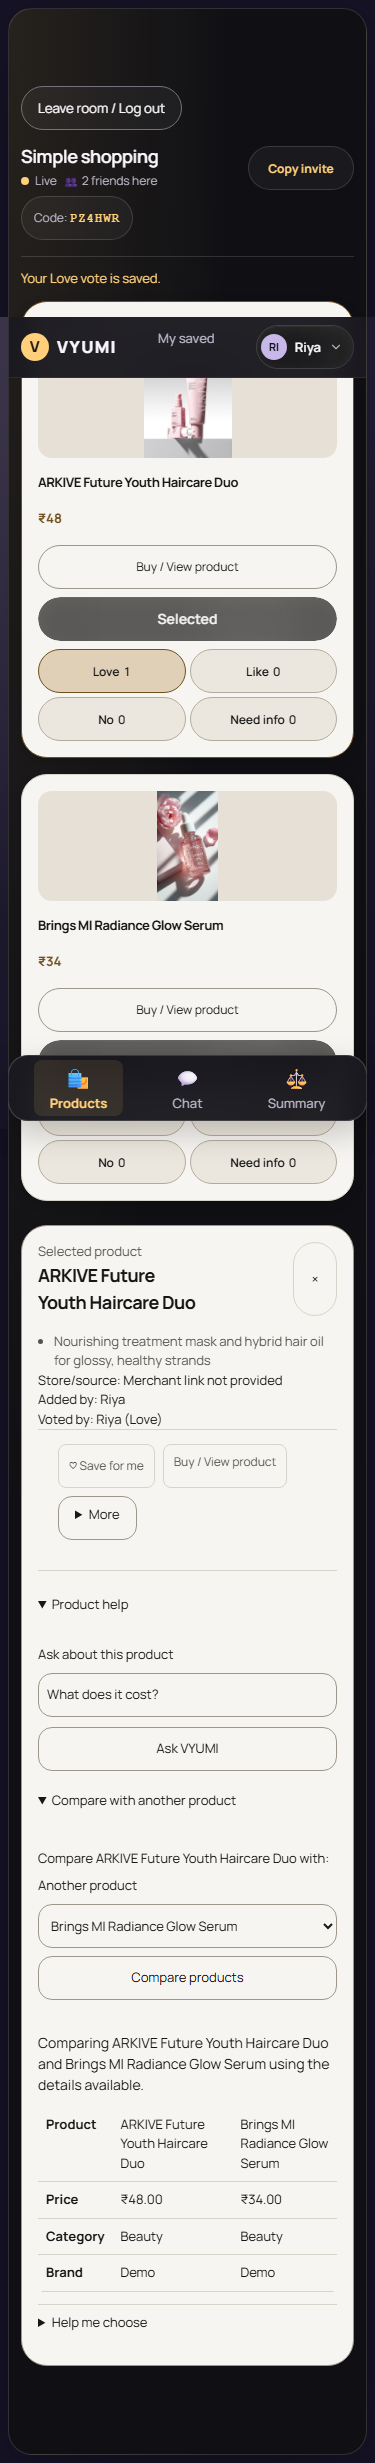 Leave room / Log out
Simple shopping
Live 2 friends here
Copy invite
Code: PZ4HWR
Your Love vote is saved.
V VYUMI
My saved
RI Riya
ARKIVE Future Youth Haircare Duo
₹48
Buy / View product
Selected
Love 1
Like 0
No 0
Need info 0
Brings MI Radiance Glow Serum
₹34
Buy / View product
Products
Chat
Summary
No 0
Need info 0
Selected product
ARKIVE Future
Youth Haircare Duo
×
• Nourishing treatment mask and hybrid hair oil
for glossy, healthy strands
Store/source: Merchant link not provided
Added by: Riya
Voted by: Riya (Love)
♡ Save for me
Buy / View product
▶ More
▼ Product help
Ask about this product
What does it cost?
Ask VYUMI
▼ Compare with another product
Compare ARKIVE Future Youth Haircare Duo with:
Another product
Brings MI Radiance Glow Serum
Compare products
Comparing ARKIVE Future Youth Haircare Duo
and Brings MI Radiance Glow Serum using the
details available.
Product ARKIVE Future Brings MI
Youth Haircare Radiance Glow
Duo Serum
Price ₹48.00 ₹34.00
Category Beauty Beauty
Brand Demo Demo
▶ Help me choose